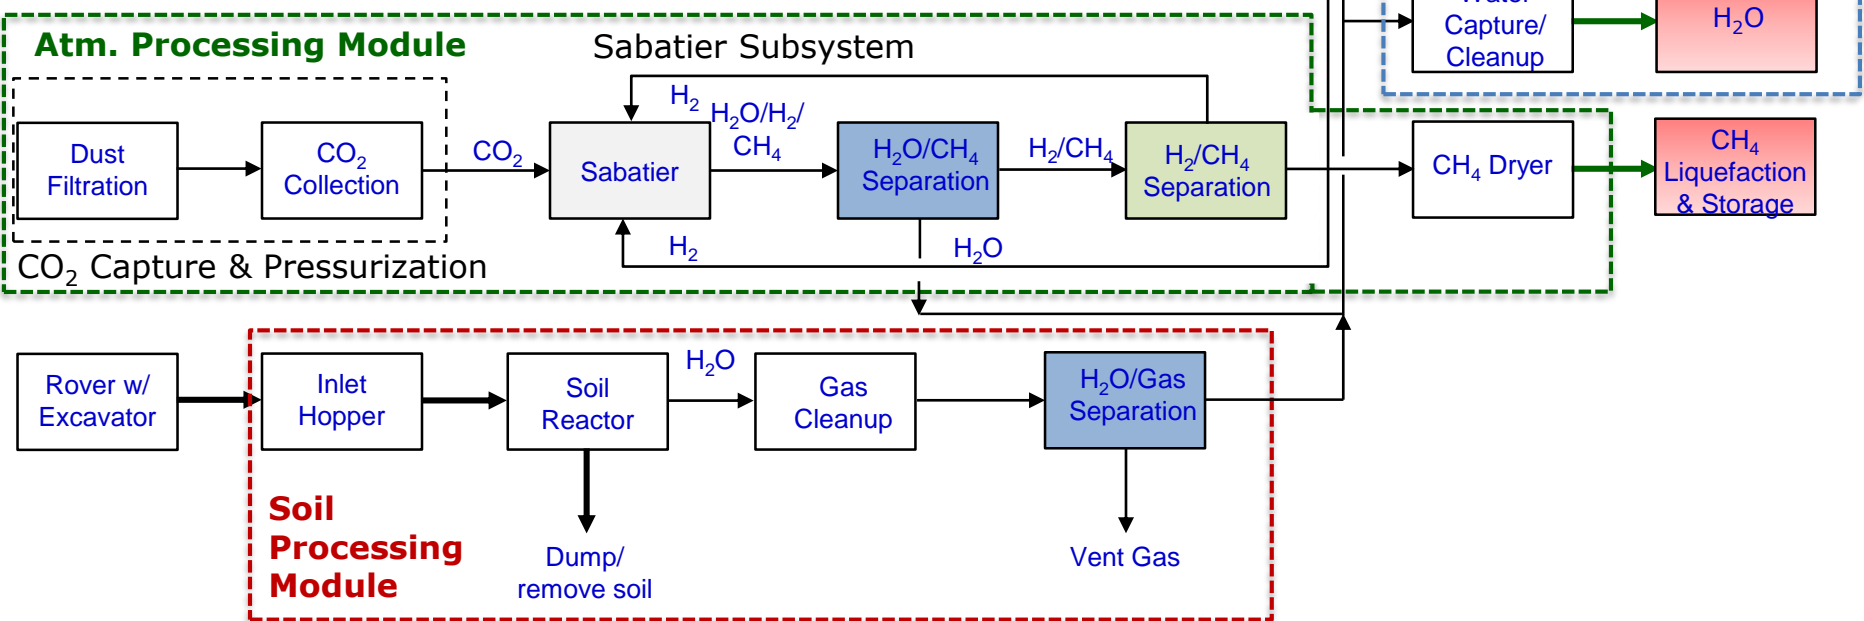 Water
Capture/
Cleanup
H₂O
Atm. Processing Module
Sabatier Subsystem
H₂
H₂O/H₂/
CH₄
Dust
Filtration
CO₂
Collection
CO₂
Sabatier
H₂O/CH₄
Separation
H₂/CH₄
H₂/CH₄
Separation
CH₄ Dryer
CH₄
Liquefaction
& Storage
H₂
H₂O
CO₂ Capture & Pressurization
Rover w/
Excavator
Inlet
Hopper
Soil
Reactor
H₂O
Gas
Cleanup
H₂O/Gas
Separation
Soil
Processing
Module
Dump/
remove soil
Vent Gas